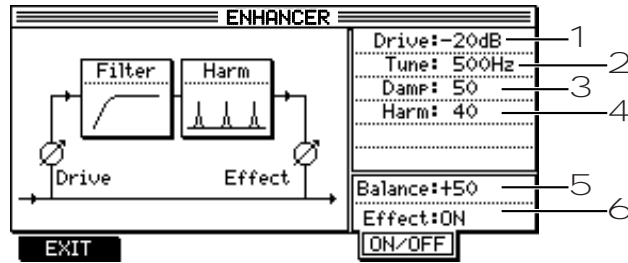 ENHANCER
Filter
Harm
Drive
Effect
Drive:-20dB
Tune: 500Hz
Damp: 50
Harm: 40
Balance:+50
Effect:ON
EXIT
ON/OFF
1
2
3
4
5
6